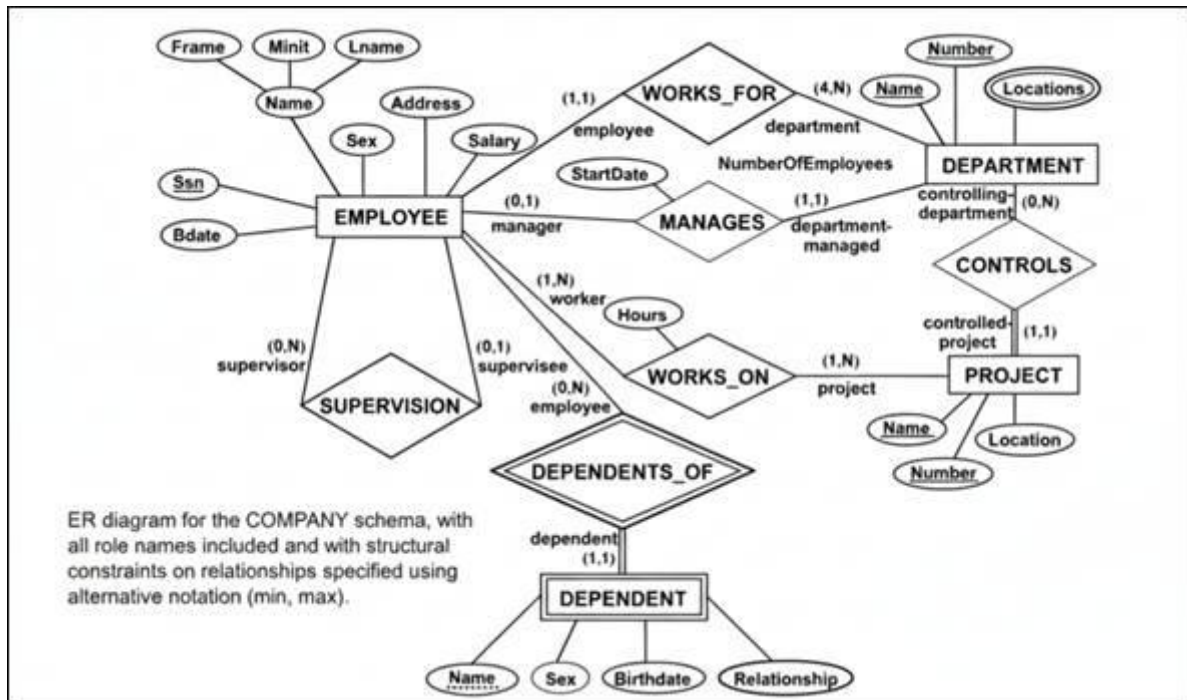 Frame
Minit
Lname
Name
Address
Sex
Salary
Ssn
Bdate
EMPLOYEE
(1,1)
employee
WORKS_FOR
(4,N)
department
Number
Name
Locations
DEPARTMENT
NumberOfEmployees
StartDate
(0,1)
manager
MANAGES
(1,1)
department-
managed
controlling-
department
(0,N)
CONTROLS
(1,N)
worker
Hours
controlled-
project
(1,1)
(0,N)
supervisor
(0,1)
supervisee
SUPERVISION
(0,N)
employee
WORKS_ON
(1,N)
project
PROJECT
Name
Number
Location
DEPENDENTS_OF
ER diagram for the COMPANY schema, with
all role names included and with structural
constraints on relationships specified using
alternative notation (min, max).
dependent
(1,1)
DEPENDENT
Name
Sex
Birthdate
Relationship